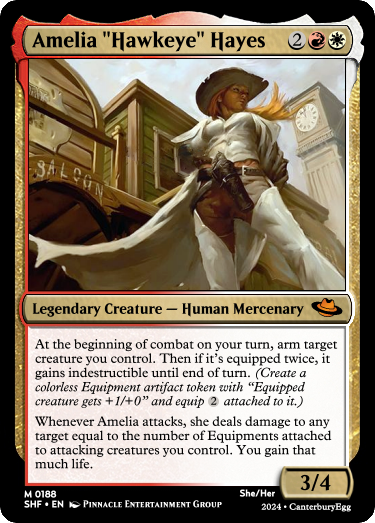 Amelia "Hawkeye" Hayes 2
SALOON
Legendary Creature — Human Mercenary
At the beginning of combat on your turn, arm target
creature you control. Then if it's equipped twice, it
gains indestructible until end of turn. (Create a
colorless Equipment artifact token with “Equipped
creature gets +1/+0” and equip 2 attached to it.)
Whenever Amelia attacks, she deals damage to any
target equal to the number of Equipments attached
to attacking creatures you control. You gain that
much life.
3/4
M 0188 She/Her
SHF • EN Pinnacle Entertainment Group 2024 • CanterburyEgg